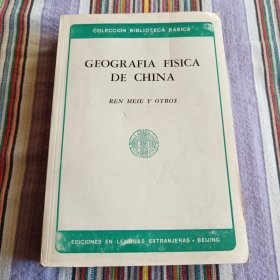 COLECCION BIBLIOTECA BASICA
GEOGRAFIA FISICA
DE CHINA
REN MEIE Y OTROS
EDICIONES EN LENGUAS EXTRANJERAS • BEIJING